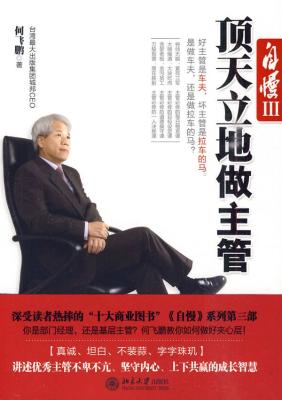 自慢III
顶天立地做主管
何飞鹏 著
台湾最大出版集团城邦CEO
好主管是车夫，坏主管是拉车的马。
是做车夫，还是做拉车的马？
深受读者热捧的“十大商业图书”《自慢》系列第三部
你是部门经理，还是基层主管？何飞鹏教你如何做好夹心层！
【真诚、坦白、不装蒜、字字珠玑】
讲述优秀主管不卑不亢、坚守内心、上下共赢的成长智慧
北京大学出版社